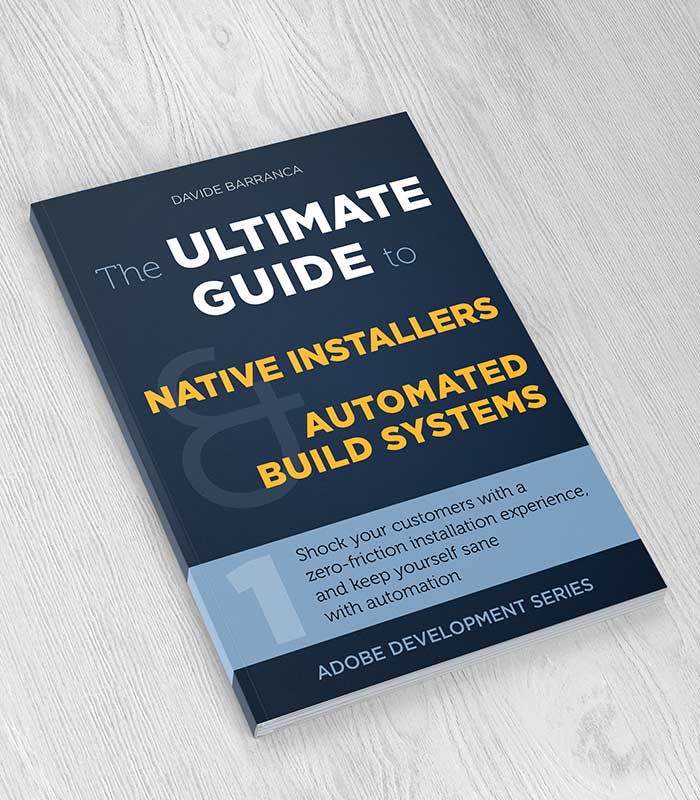 DAVIDE BARRANCA
The ULTIMATE
GUIDE to
NATIVE INSTALLERS
&
AUTOMATED
BUILD SYSTEMS
1
Shock your customers with a
zero-friction installation experience,
and keep yourself sane
with automation
ADOBE DEVELOPMENT SERIES